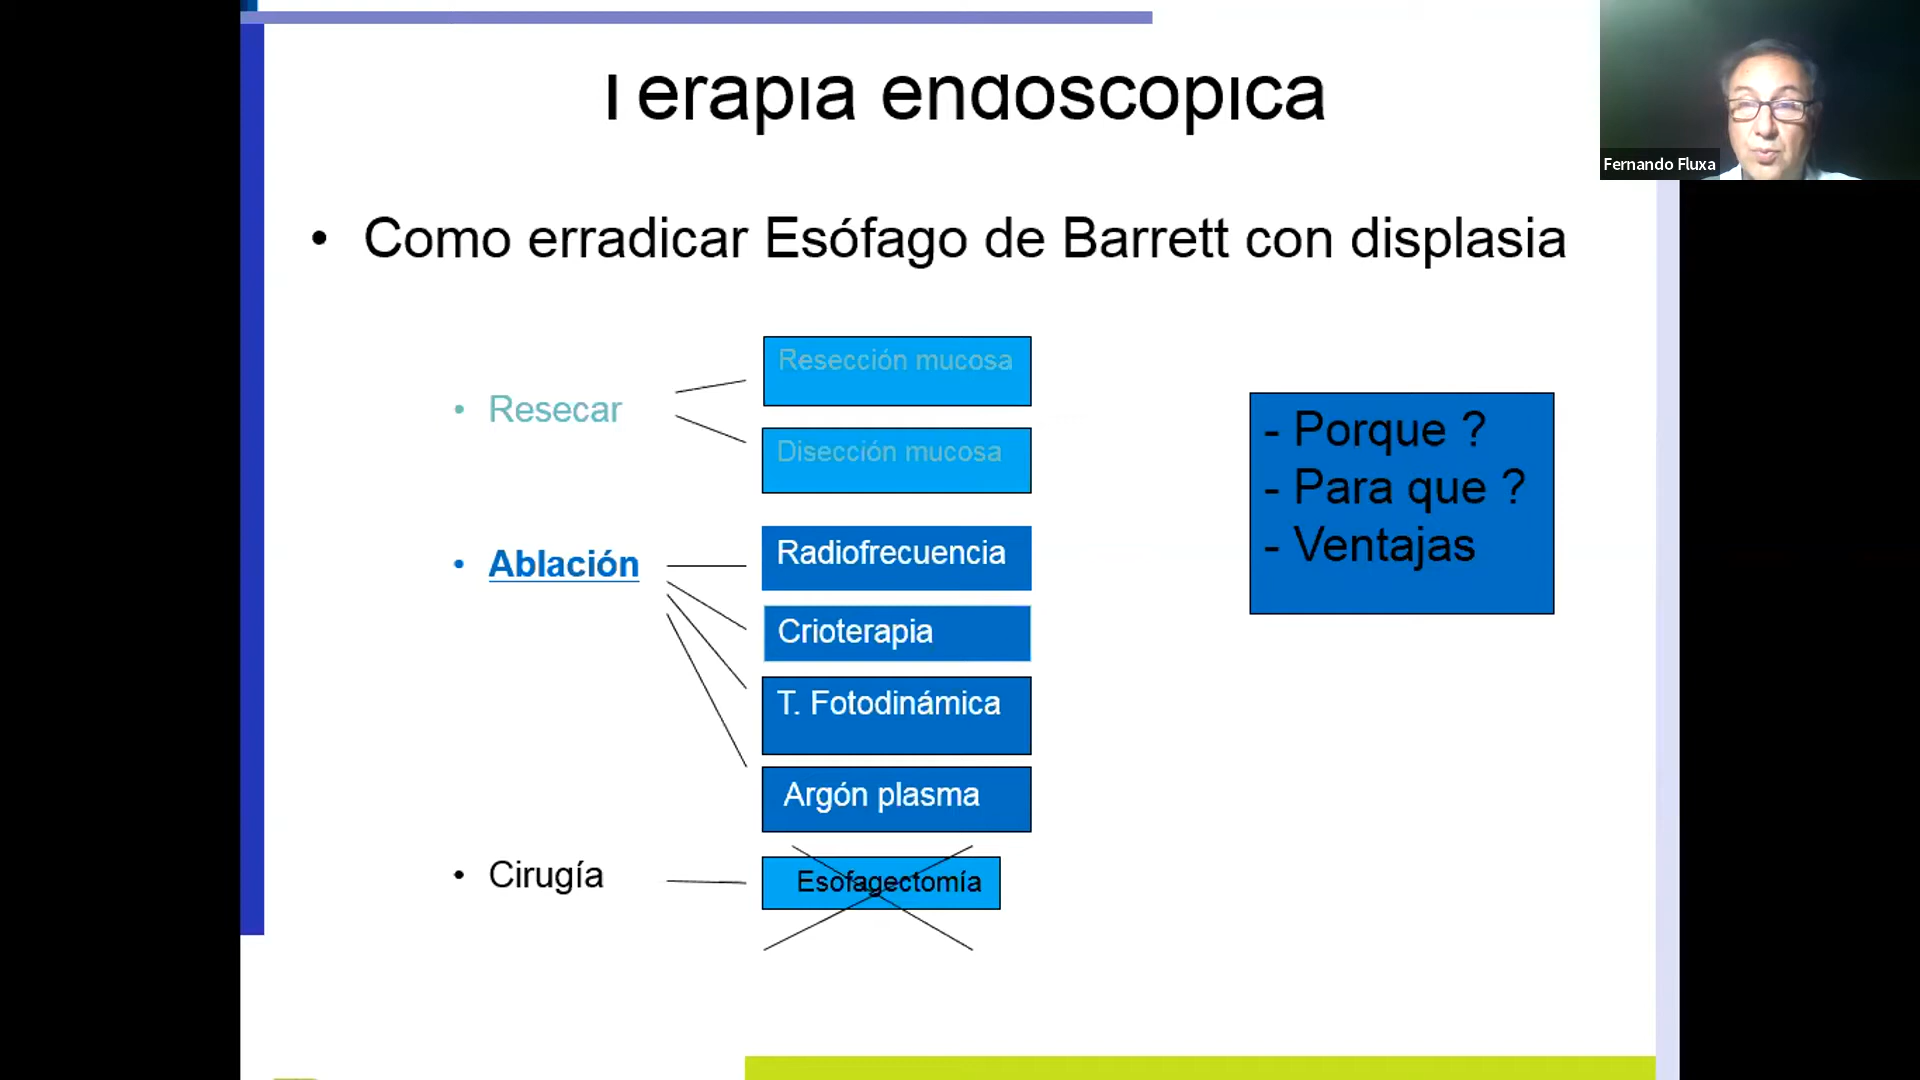 Terapia endoscópica
Fernando Fluxa
• Como erradicar Esófago de Barrett con displasia
• Resecar
Resección mucosa
Disección mucosa
• Ablación
Radiofrecuencia
Crioterapia
T. Fotodinámica
Argón plasma
• Cirugía
Esofagectomía
- Porque ?
- Para que ?
- Ventajas